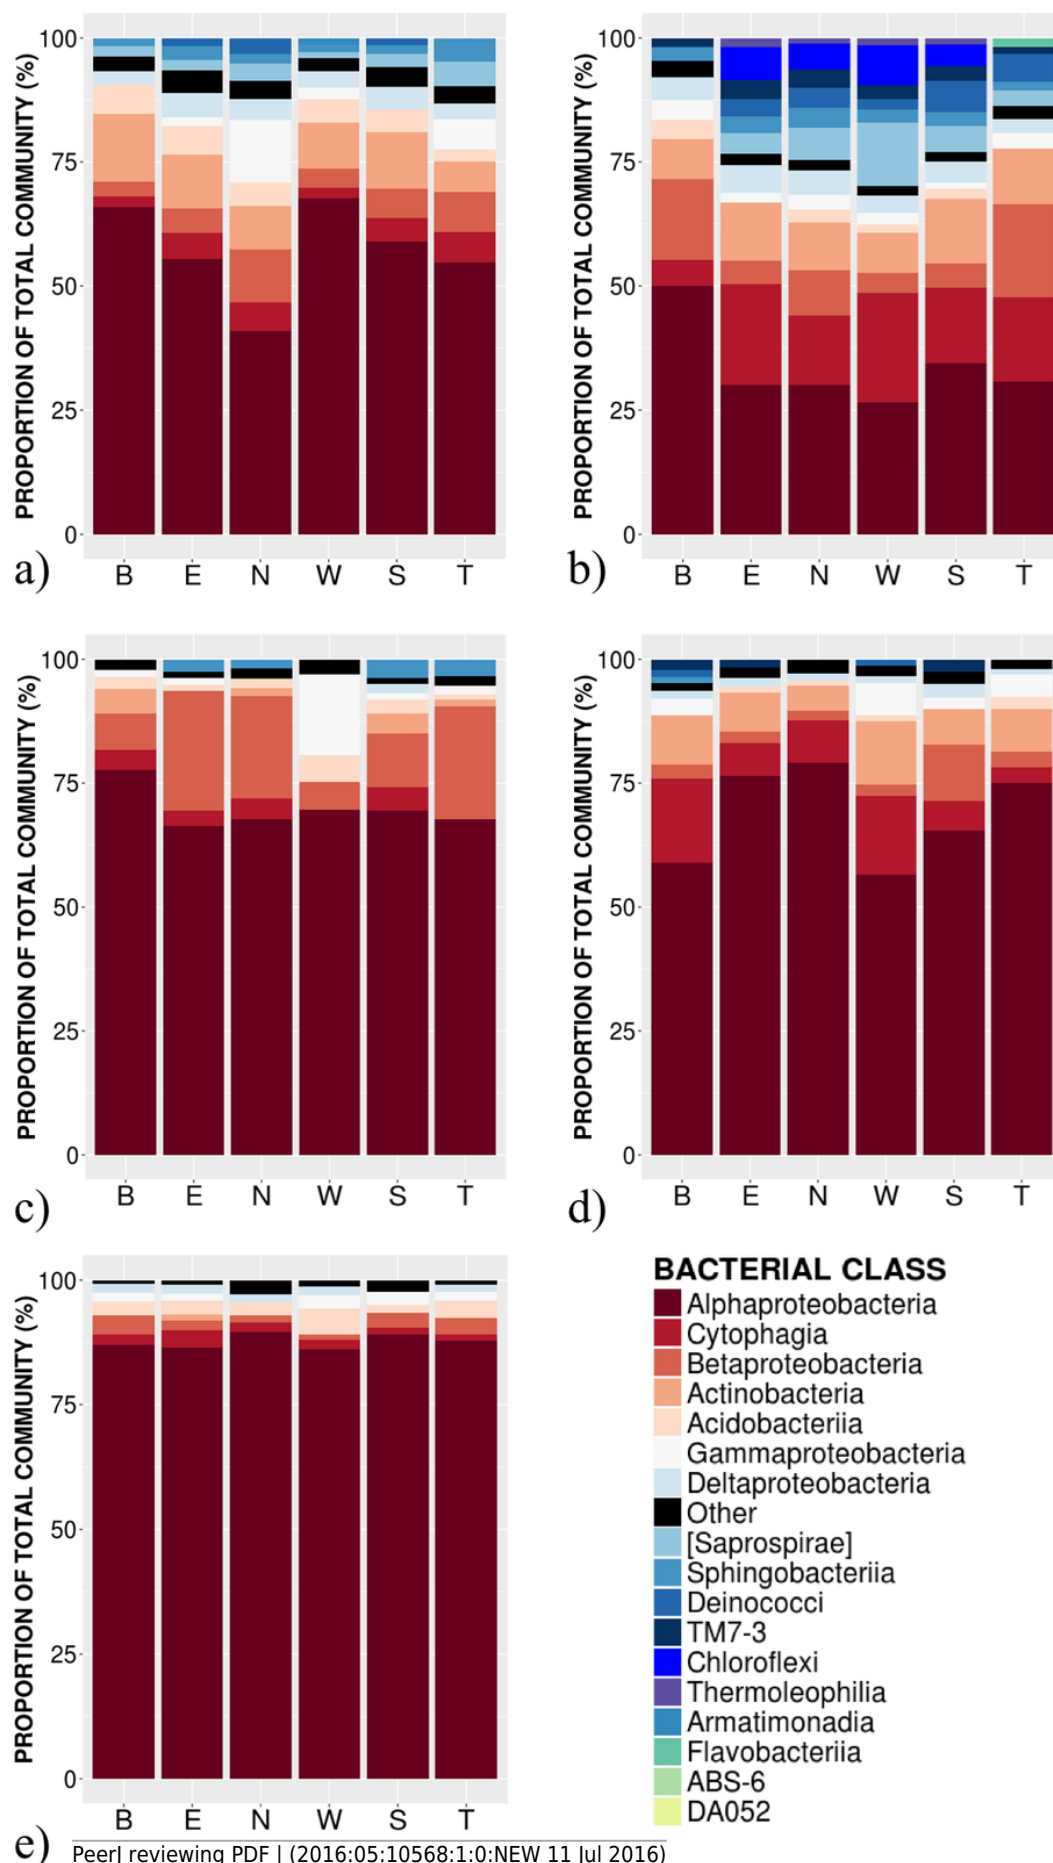 PROPORTION OF TOTAL COMMUNITY (%)
100
75
50
25
0
B E N W S T
a)
PROPORTION OF TOTAL COMMUNITY (%)
100
75
50
25
0
B E N W S T
b)
PROPORTION OF TOTAL COMMUNITY (%)
100
75
50
25
0
B E N W S T
c)
PROPORTION OF TOTAL COMMUNITY (%)
100
75
50
25
0
B E N W S T
d)
PROPORTION OF TOTAL COMMUNITY (%)
100
75
50
25
0
B E N W S T
e)
BACTERIAL CLASS
Alphaproteobacteria
Cytophagia
Betaproteobacteria
Actinobacteria
Acidobacteriia
Gammaproteobacteria
Deltaproteobacteria
Other
[Saprospirae]
Sphingobacteriia
Deinococci
TM7-3
Chloroflexi
Thermoleophilia
Armatimonadia
Flavobacteriia
ABS-6
DA052
PeerJ reviewing PDF | (2016:05:10568:1:0:NEW 11 Jul 2016)